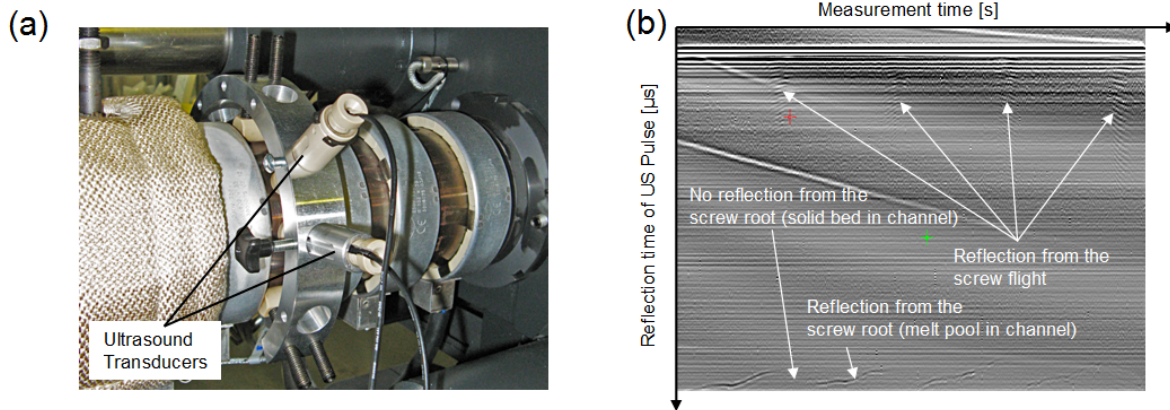 (a)
Ultrasound
Transducers
(b)
Measurement time [s]
Reflection time of US Pulse [µs]
No reflection from the
screw root (solid bed in channel)
Reflection from the
screw flight
Reflection from the
screw root (melt pool in channel)